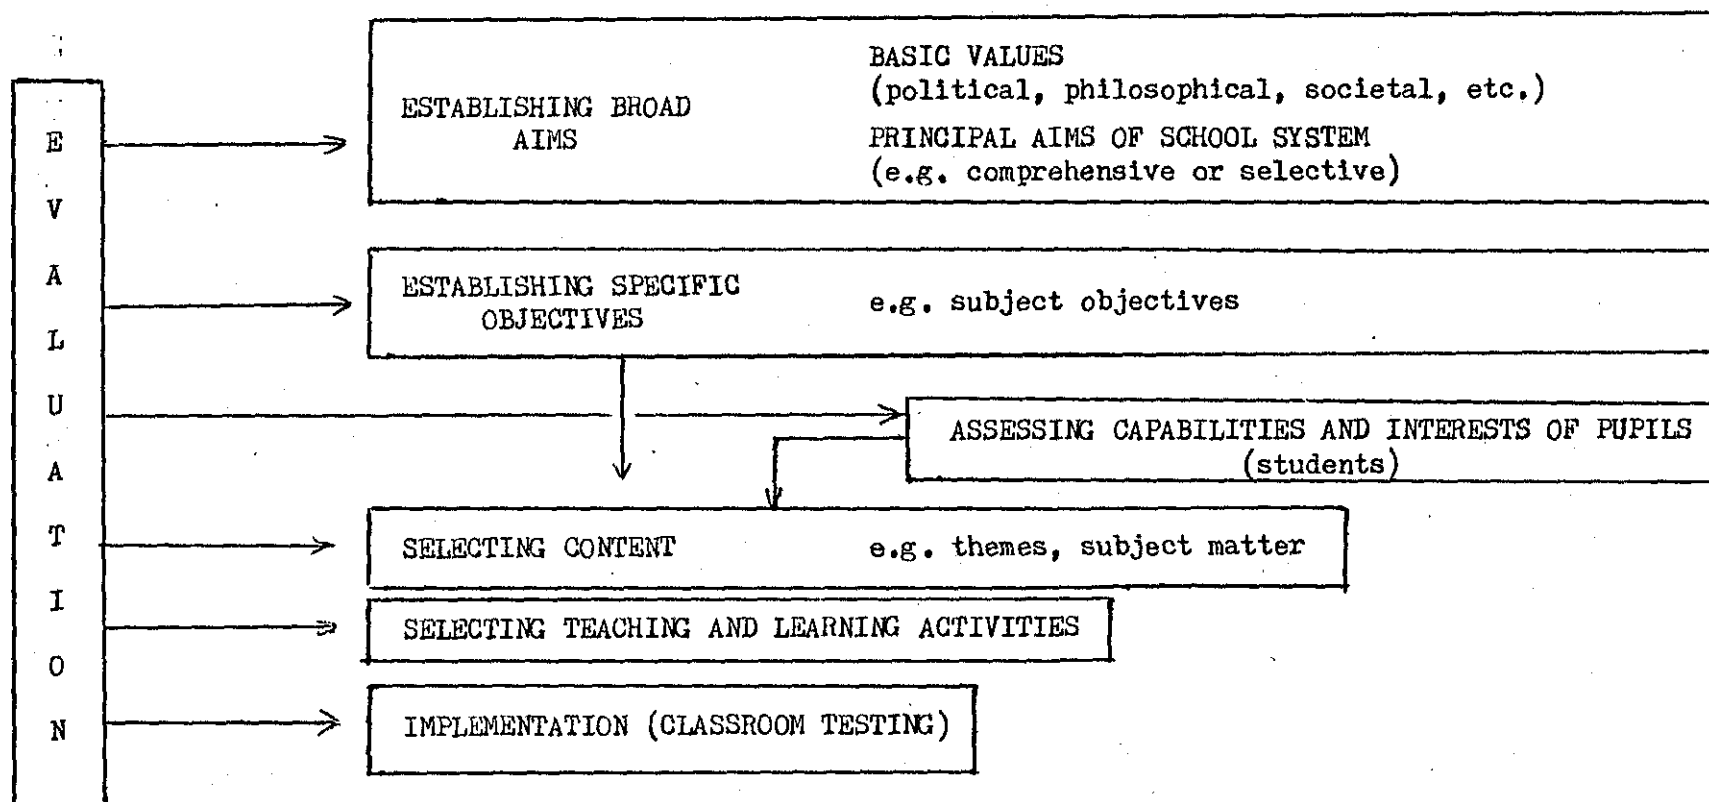 EVALUATION
ESTABLISHING BROAD
AIMS
BASIC VALUES
(political, philosophical, societal, etc.)
PRINCIPAL AIMS OF SCHOOL SYSTEM
(e.g. comprehensive or selective)
ESTABLISHING SPECIFIC
OBJECTIVES
e.g. subject objectives
ASSESSING CAPABILITIES AND INTERESTS OF PUPILS
(students)
SELECTING CONTENT e.g. themes, subject matter
SELECTING TEACHING AND LEARNING ACTIVITIES
IMPLEMENTATION (CLASSROOM TESTING)